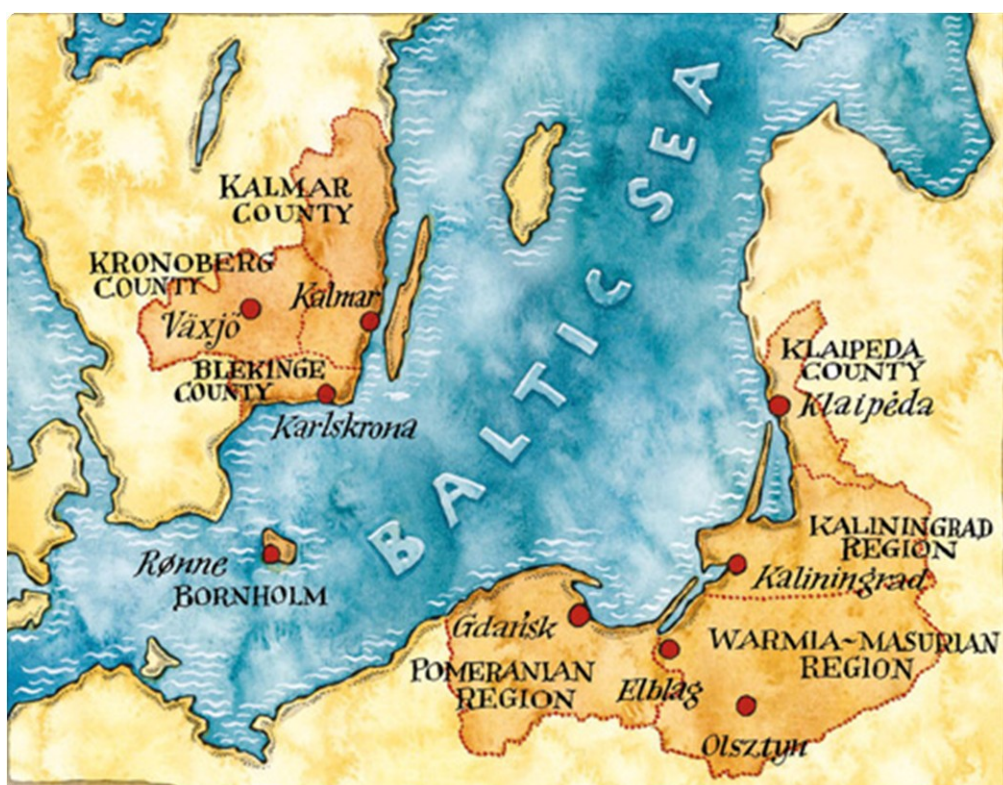 BALTIC SEA
KALMAR
COUNTY
KRONOBERG
COUNTY
Växjö
Kalmar
BLEKINGE
COUNTY
Karlskrona
KLAIPEDA
COUNTY
Klaipėda
KALININGRAD
REGION
Kaliningrad
Rønne
BORNHOLM
Gdańsk
POMERANIAN
REGION
Elbląg
WARMIA~MASURIAN
REGION
Olsztyn